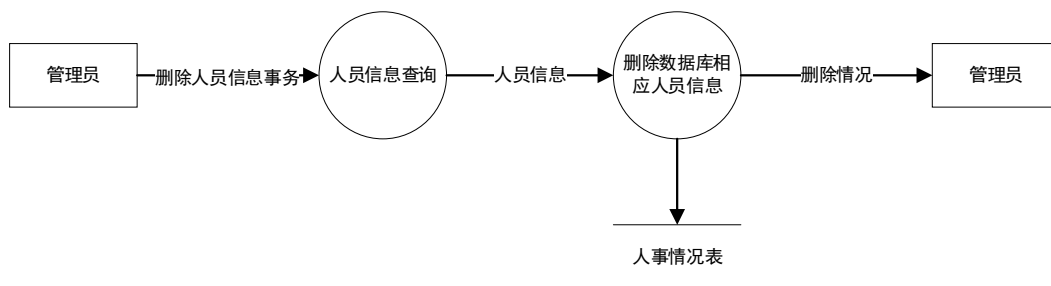 管理员
删除人员信息事务
人员信息查询
人员信息
删除数据库相
应人员信息
删除情况
管理员
人事情况表